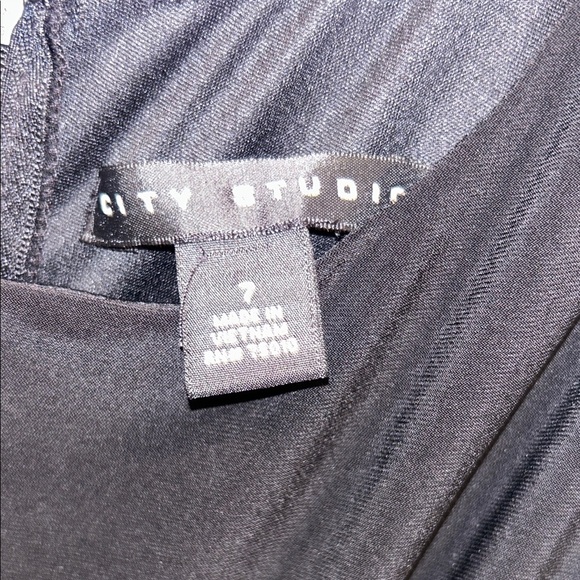 CITY STUDIO
7
MADE IN
VIETNAM
RN# 73010